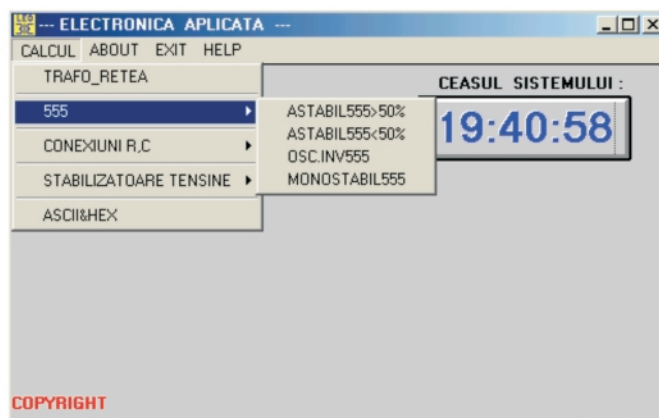 LEO
--- ELECTRONICA APLICATA ---
CALCUL ABOUT EXIT HELP
TRAFO_RETEA
555
CONEXIUNI R,C
STABILIZATOARE TENSINE
ASCII&HEX
ASTABIL555>50%
ASTABIL555<50%
OSC.INV555
MONOSTABIL555
CEASUL SISTEMULUI :
19:40:58
COPYRIGHT